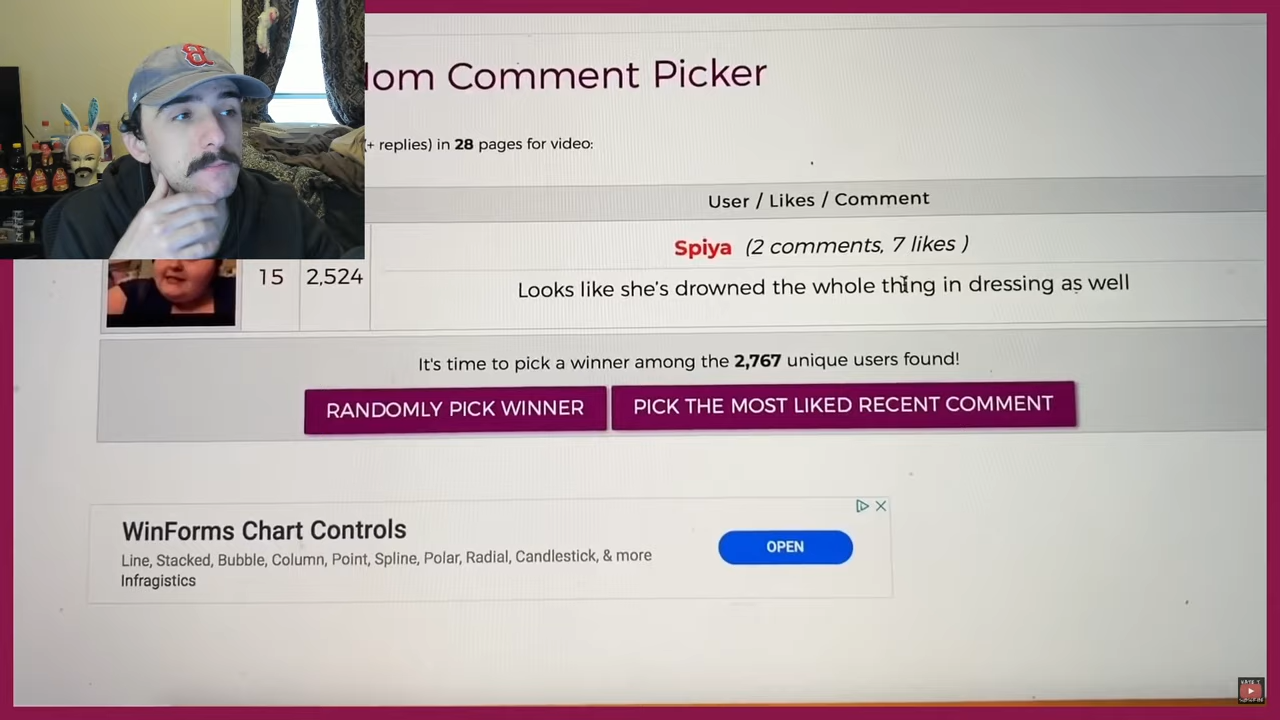 dom Comment Picker
(+ replies) in 28 pages for video:
User / Likes / Comment
Spiya (2 comments, 7 likes )
15 2,524 Looks like she's drowned the whole thing in dressing as well
It's time to pick a winner among the 2,767 unique users found!
RANDOMLY PICK WINNER PICK THE MOST LIKED RECENT COMMENT
WinForms Chart Controls
Line, Stacked, Bubble, Column, Point, Spline, Polar, Radial, Candlestick, & more
Infragistics
OPEN
B